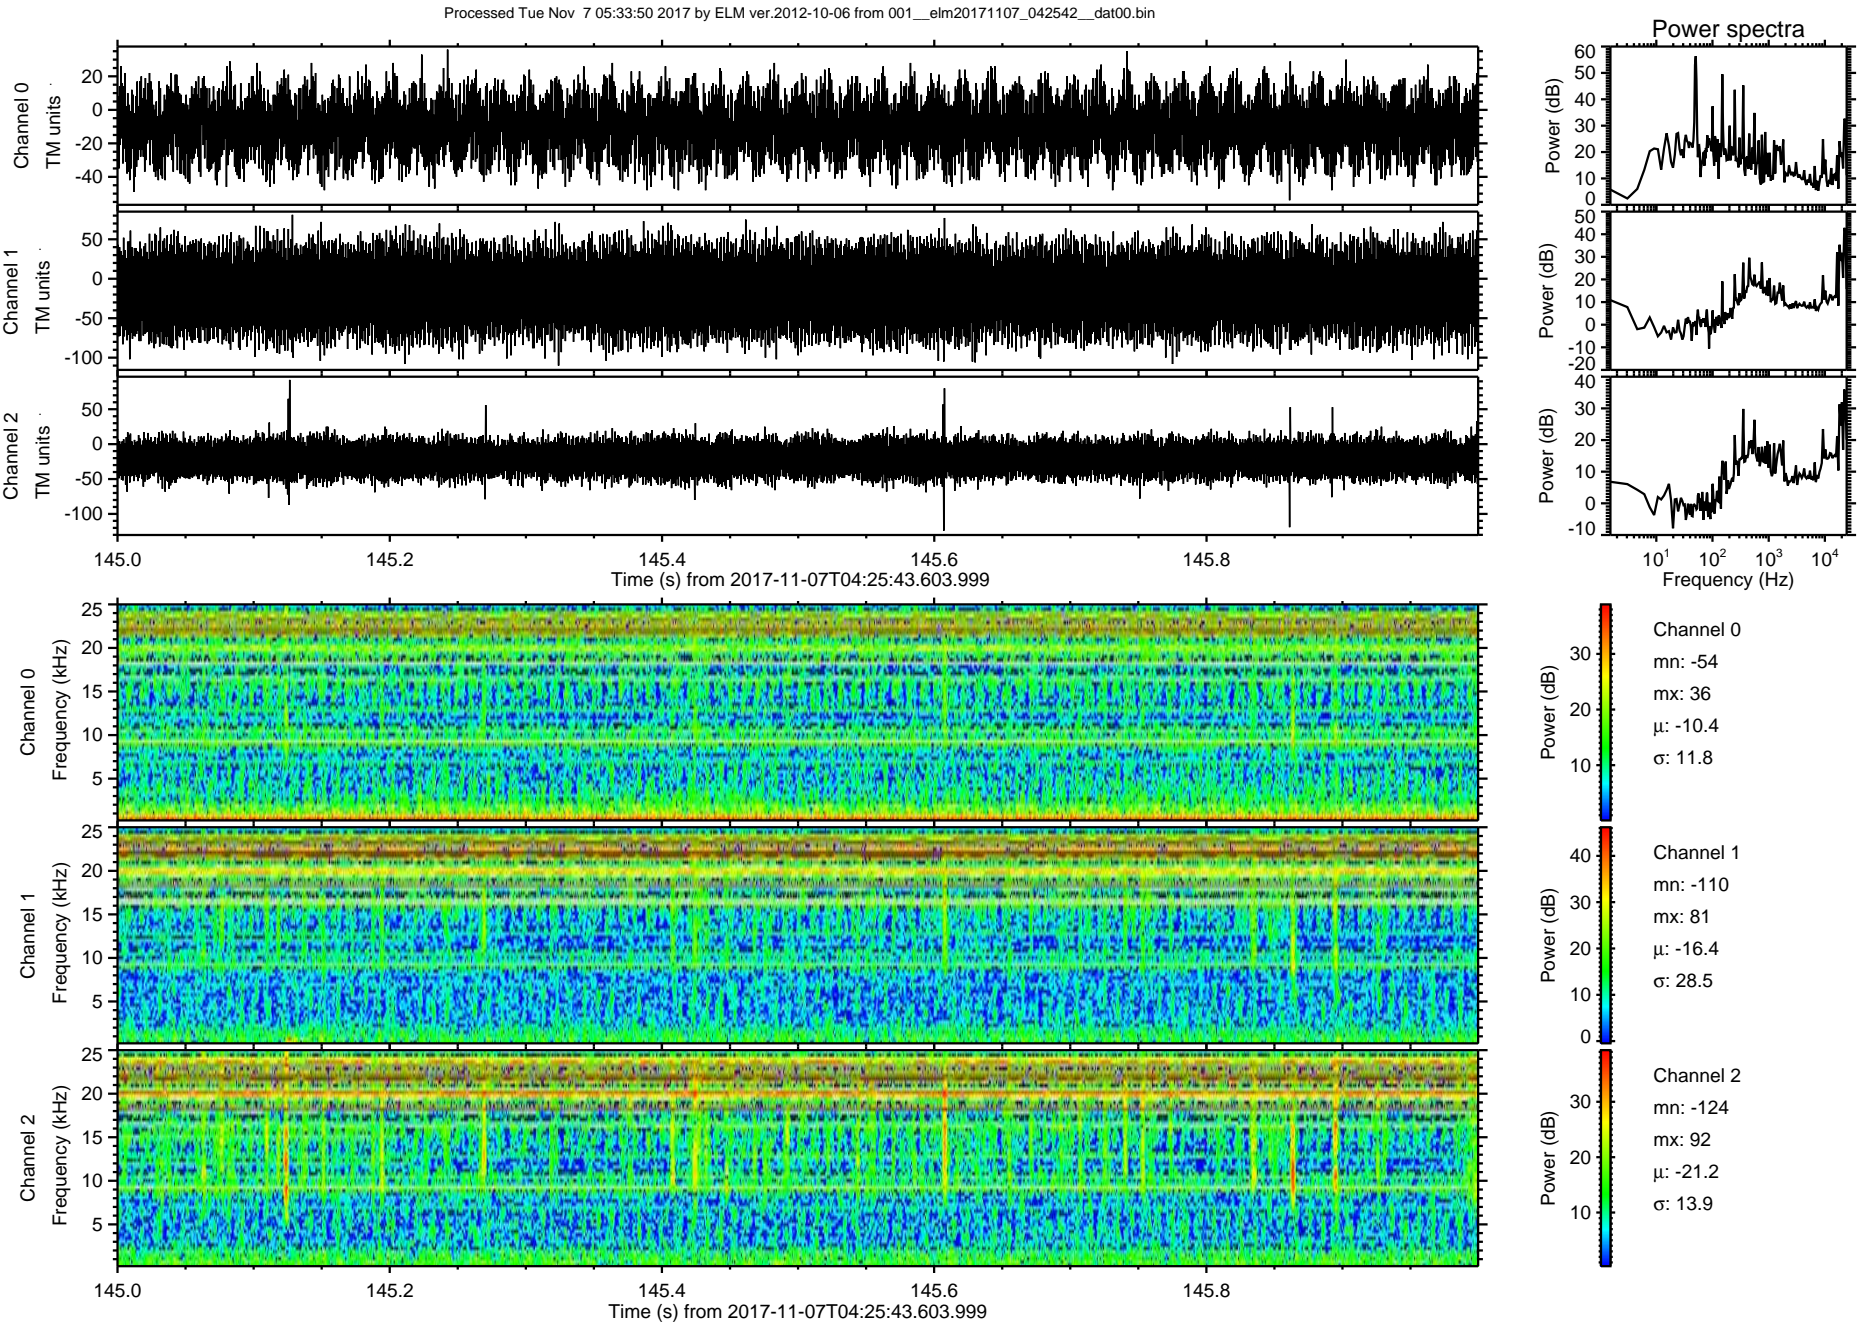 Processed Tue Nov 7 05:33:50 2017 by ELM ver.2012-10-06 from 001__elm20171107_042542__dat00.bin
Power spectra
Channel 0
TM units
20
0
-20
-40
Power (dB)
60
50
40
30
20
10
0
Channel 1
TM units
50
0
-50
-100
Power (dB)
50
40
30
20
10
0
-10
-20
Channel 2
TM units
50
0
-50
-100
Power (dB)
40
30
20
10
0
-10
145.0 145.2 145.4 145.6 145.8
Time (s) from 2017-11-07T04:25:43.603.999
10^1 10^2 10^3 10^4
Frequency (Hz)
Channel 0
Frequency (kHz)
25
20
15
10
5
Power (dB)
30
20
10
Channel 0
mn: -54
mx: 36
μ: -10.4
σ: 11.8
Channel 1
Frequency (kHz)
25
20
15
10
5
Power (dB)
40
30
20
10
0
Channel 1
mn: -110
mx: 81
μ: -16.4
σ: 28.5
Channel 2
Frequency (kHz)
25
20
15
10
5
Power (dB)
30
20
10
Channel 2
mn: -124
mx: 92
μ: -21.2
σ: 13.9
145.0 145.2 145.4 145.6 145.8
Time (s) from 2017-11-07T04:25:43.603.999